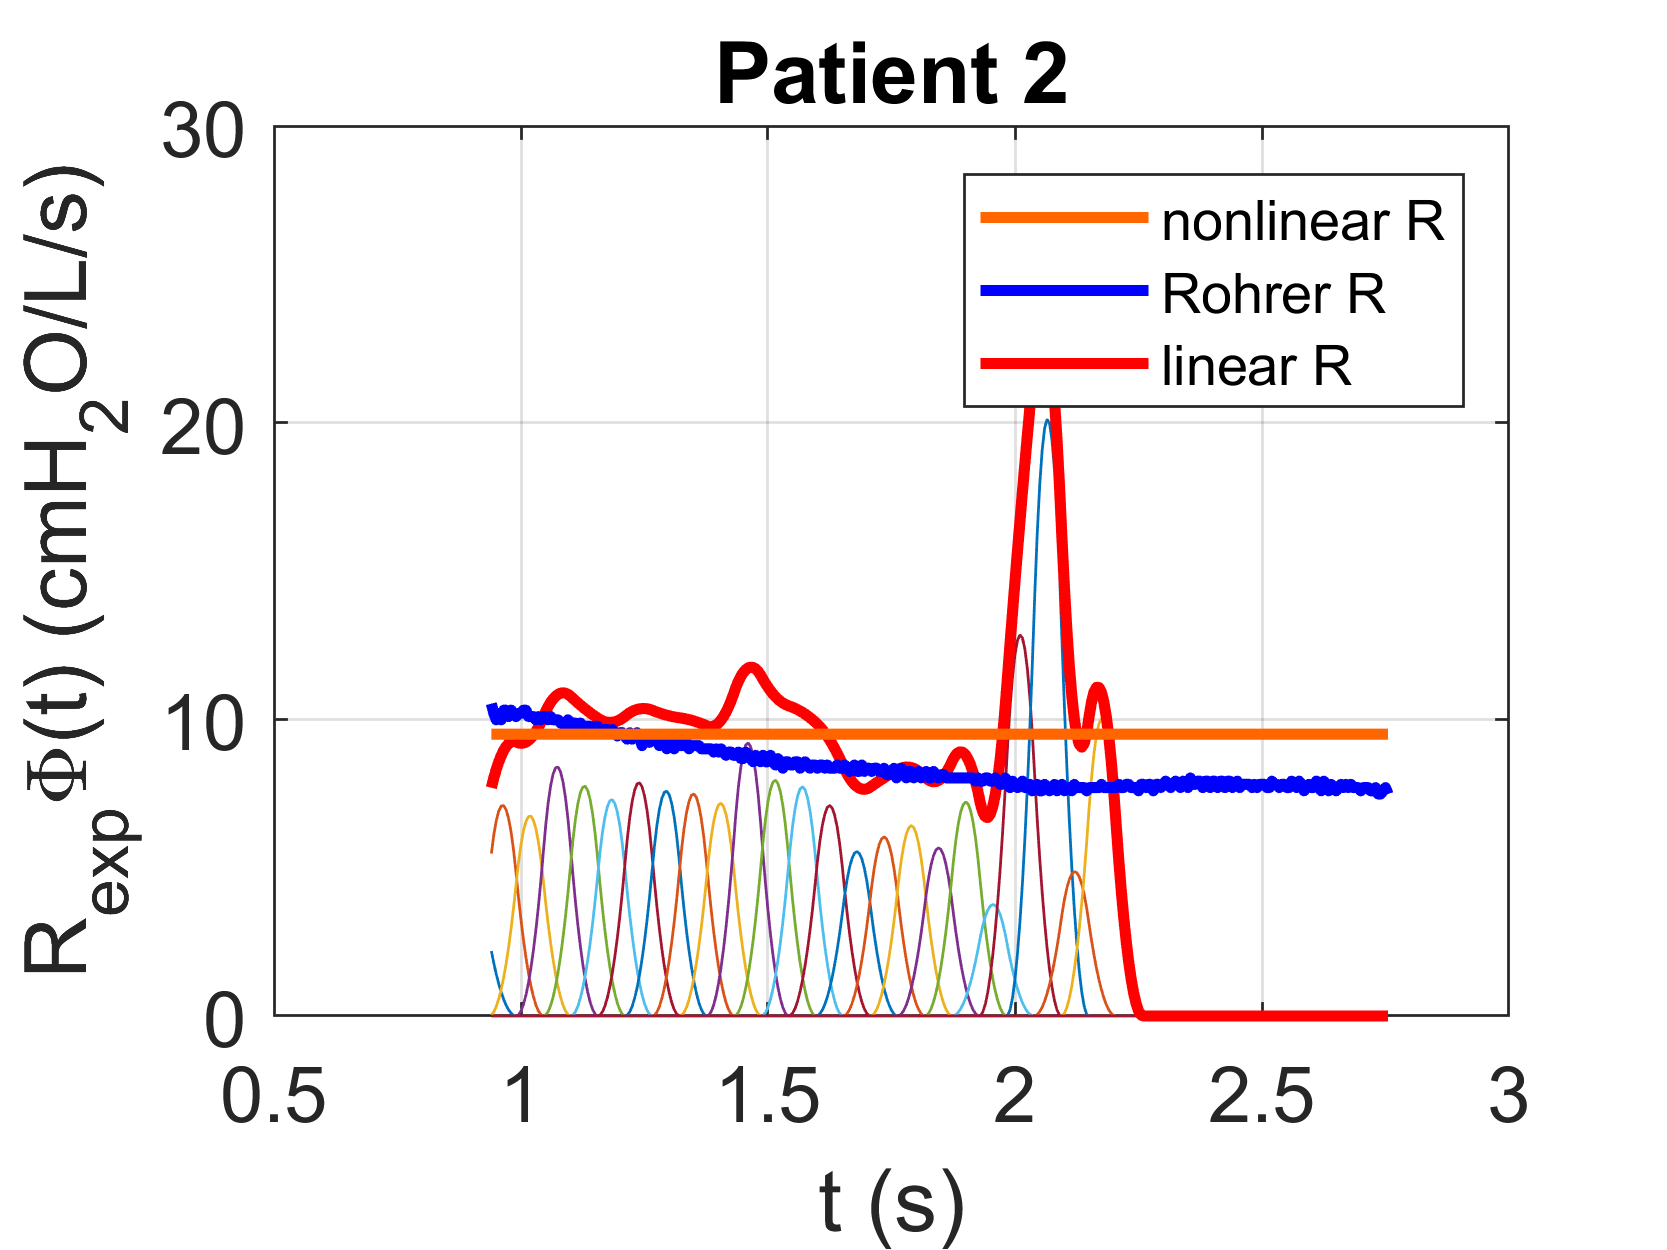 Patient 2
R_exp Φ(t) (cmH_2O/L/s)
30
20
10
0
nonlinear R
Rohrer R
linear R
0.5 1 1.5 2 2.5 3
t (s)